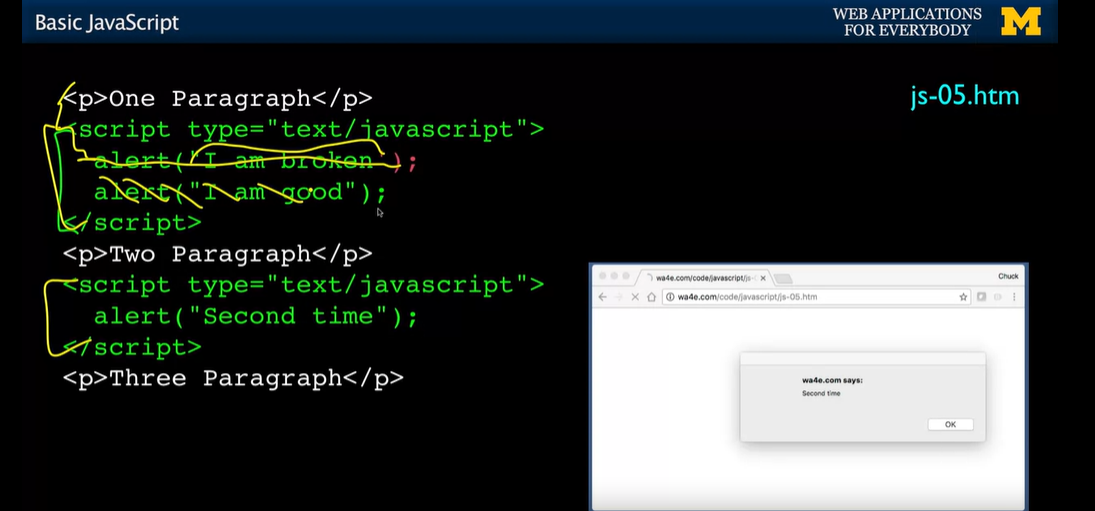 Basic JavaScript
WEB APPLICATIONS
FOR EVERYBODY
M
js-05.htm
<p>One Paragraph</p>
<script type="text/javascript">
alert("I am broken');
alert("I am good");
</script>
<p>Two Paragraph</p>
<script type="text/javascript">
alert("Second time");
</script>
<p>Three Paragraph</p>
wa4e.com/code/javascript/js-
Chuck
wa4e.com/code/javascript/js-05.htm
wa4e.com says:
Second time
OK